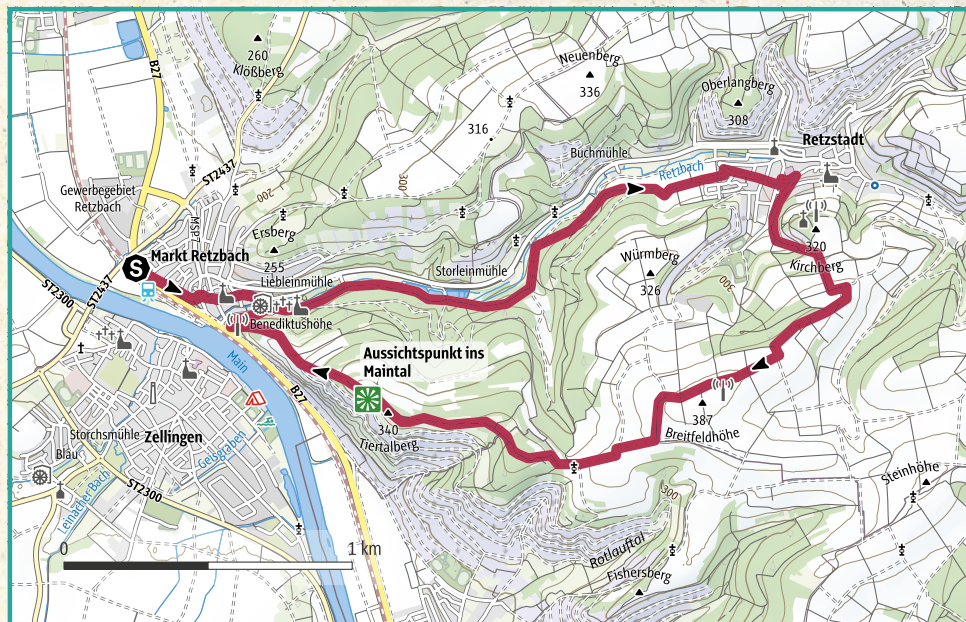 B27
260
Klößberg
Neuenberg
336
Oberlangberg
308
316
Retzstadt
Buchmühle
Retzbach
ST2437
Gewerbegebiet
Retzbach
MSP
200
300
Ersberg
255
Markt Retzbach
S
Liebleinmühle
Storleinmühle
Würmberg
326
300
320
Kirchberg
ST2300
ST2437
Benediktushöhe
Main
B27
Aussichtspunkt ins
Maintal
340
Tiertalberg
387
Breitfeldhöhe
Storchsmühle
Zellingen
Gelsgraben
Blau
Leinacher Bach
ST2300
Steinhöhe
300
Rotlauftal
Fishersberg
0
1 km